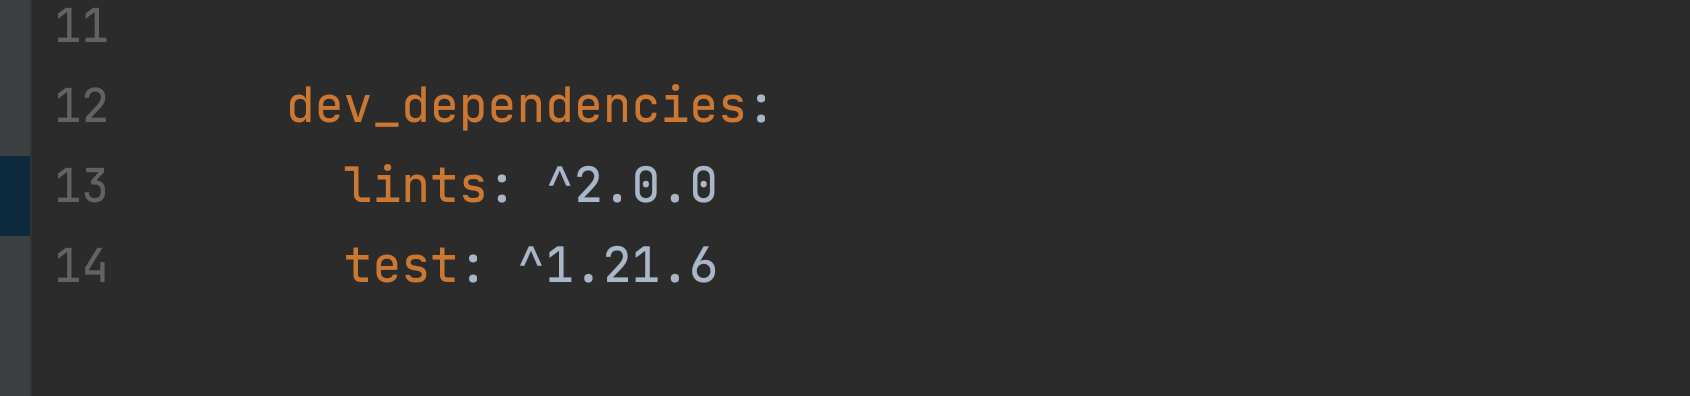 11
12 dev_dependencies:
13 lints: ^2.0.0
14 test: ^1.21.6